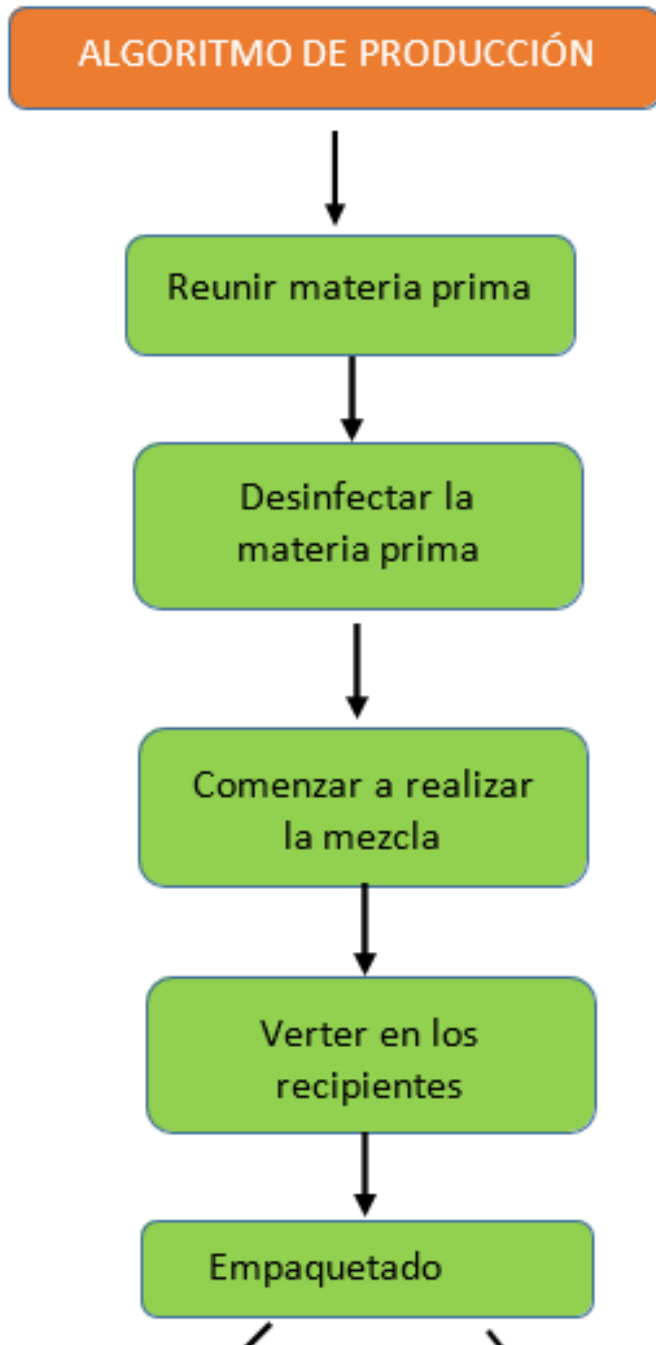 ALGORITMO DE PRODUCCIÓN
Reunir materia prima
Desinfectar la
materia prima
Comenzar a realizar
la mezcla
Verter en los
recipientes
Empaquetado